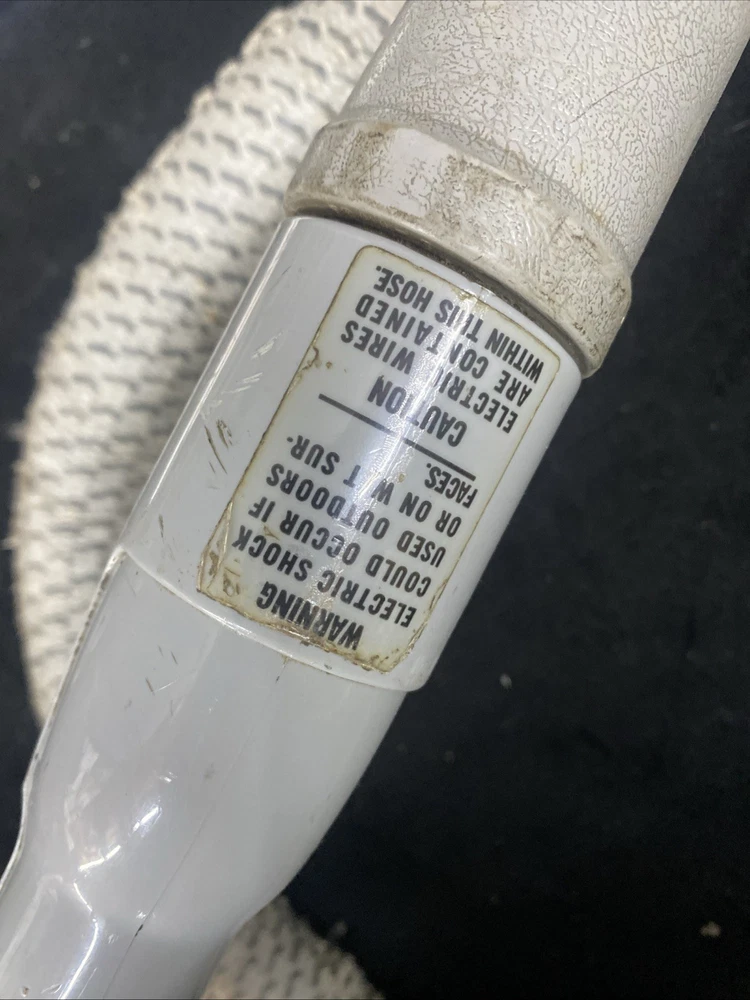 WARNING
ELECTRIC SHOCK
COULD OCCUR IF
USED OUTDOORS
OR ON W T SUR-
FACES.
CAUTION
ELECTRIC WIRES
ARE CONTAINED
WITHIN THIS HOSE.